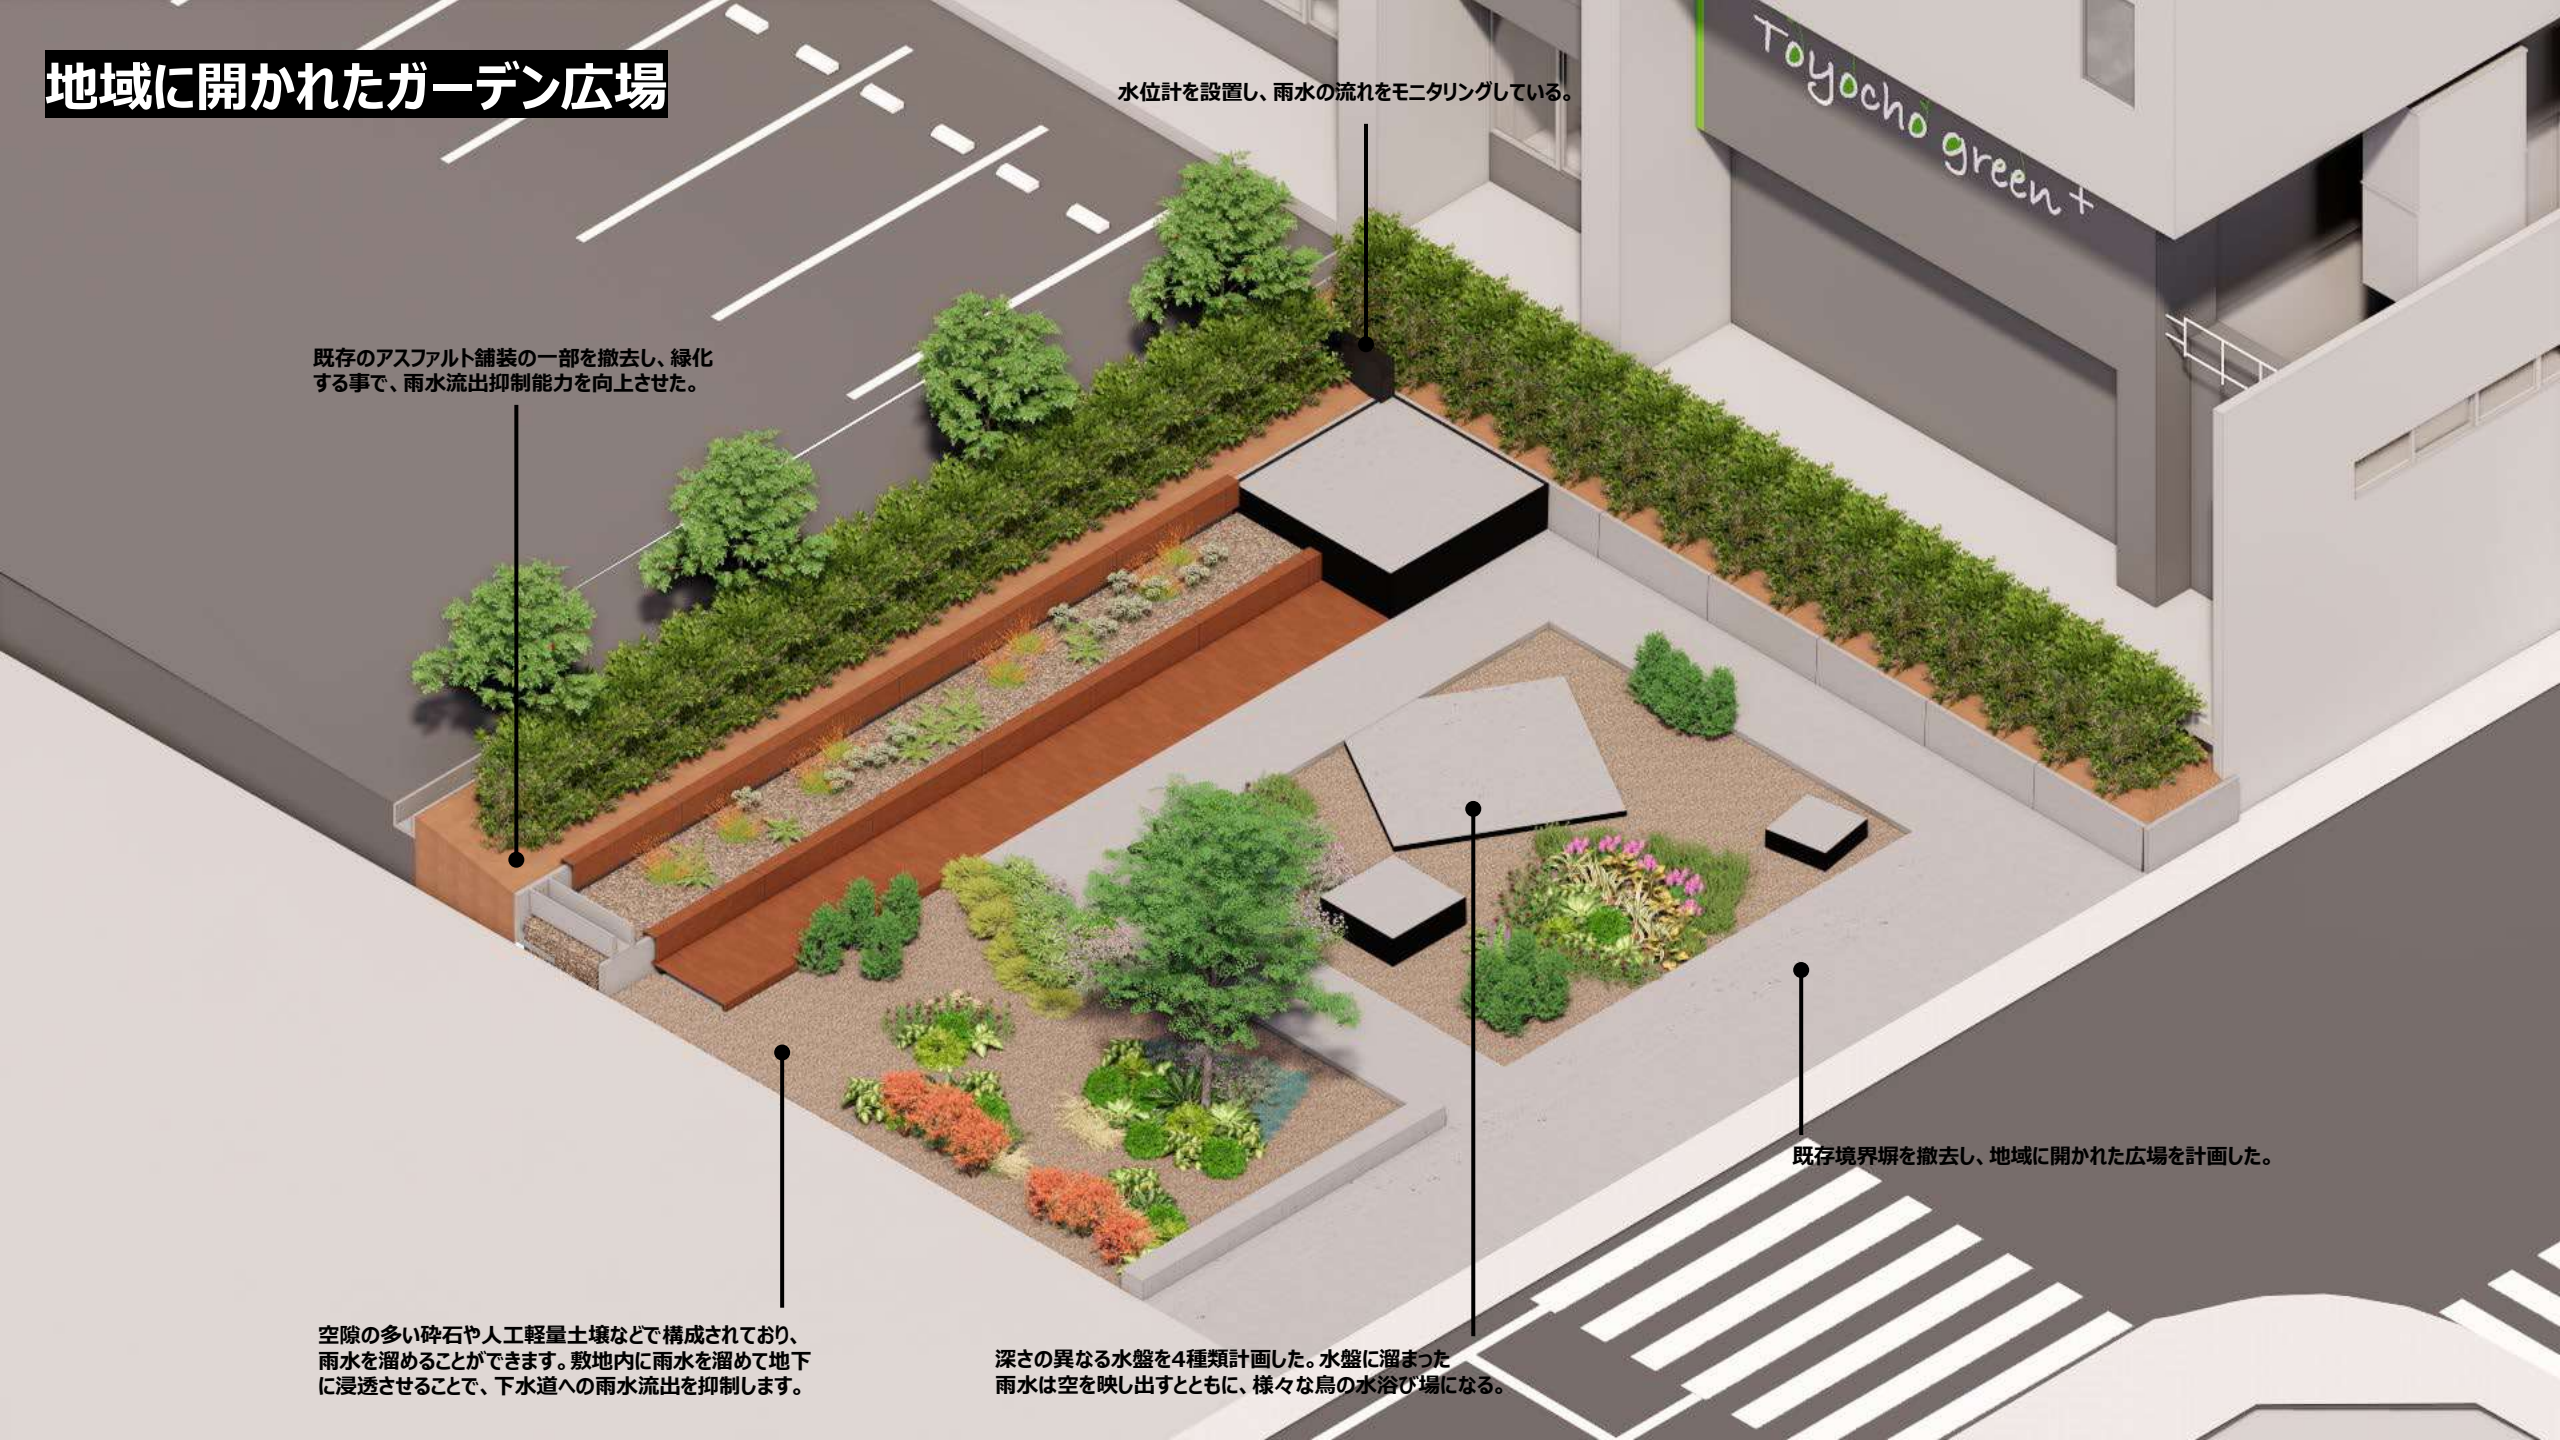 地域に開かれたガーデン広場
水位計を設置し、雨水の流れをモニタリングしている。
Toyocho green+
既存のアスファルト舗装の一部を撤去し、緑化
する事で、雨水流出抑制能力を向上させた。
既存境界塀を撤去し、地域に開かれた広場を計画した。
空隙の多い砕石や人工軽量土壌などで構成されており、
雨水を溜めることができます。敷地内に雨水を溜めて地下
に浸透させることで、下水道への雨水流出を抑制します。
深さの異なる水盤を4種類計画した。水盤に溜まった
雨水は空を映し出すとともに、様々な鳥の水浴び場になる。